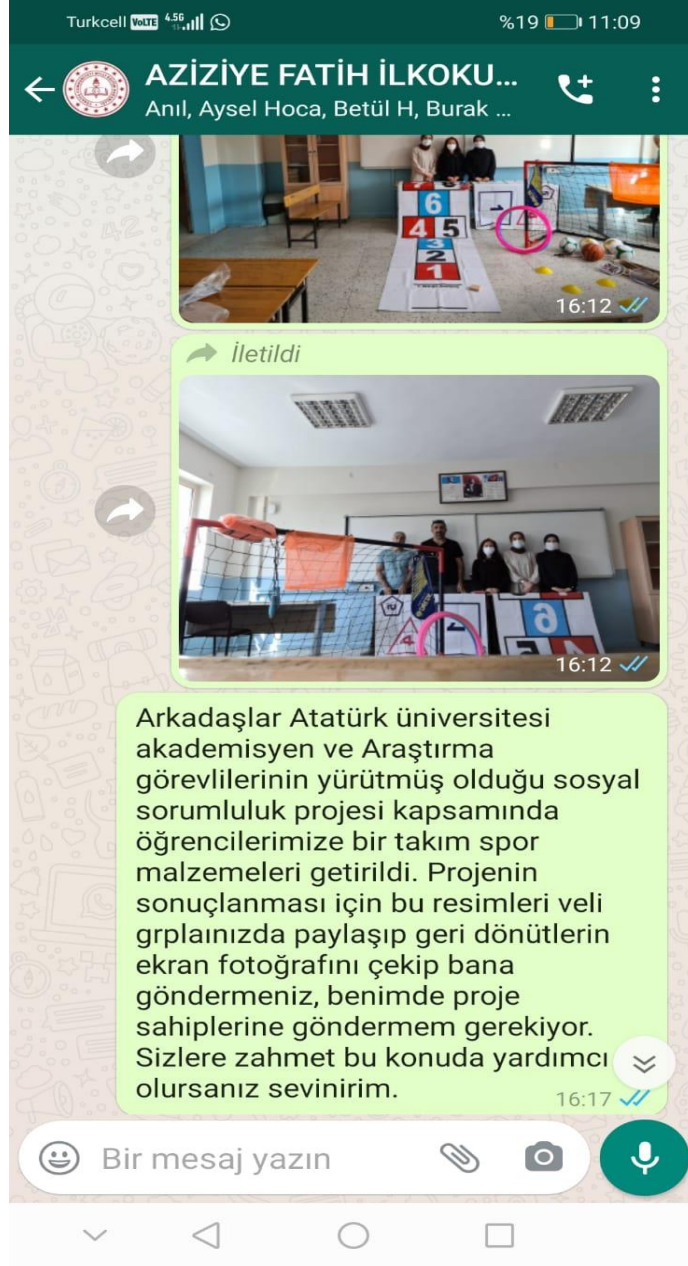 Turkcell VoLTE 4.5G %19 11:09
AZİZİYE FATİH İLKOKU...
Anıl, Aysel Hoca, Betül H, Burak ...
6
4 5
3
2
1
16:12
İletildi
16:12
Arkadaşlar Atatürk üniversitesi
akademisyen ve Araştırma
görevlilerinin yürütmüş olduğu sosyal
sorumluluk projesi kapsamında
öğrencilerimize bir takım spor
malzemeleri getirildi. Projenin
sonuçlanması için bu resimleri veli
grplaınızda paylaşıp geri dönütlerin
ekran fotoğrafını çekip bana
göndermeniz, benimde proje
sahiplerine göndermem gerekiyor.
Sizlere zahmet bu konuda yardımcı
olursanız sevinirim.
16:17
Bir mesaj yazın